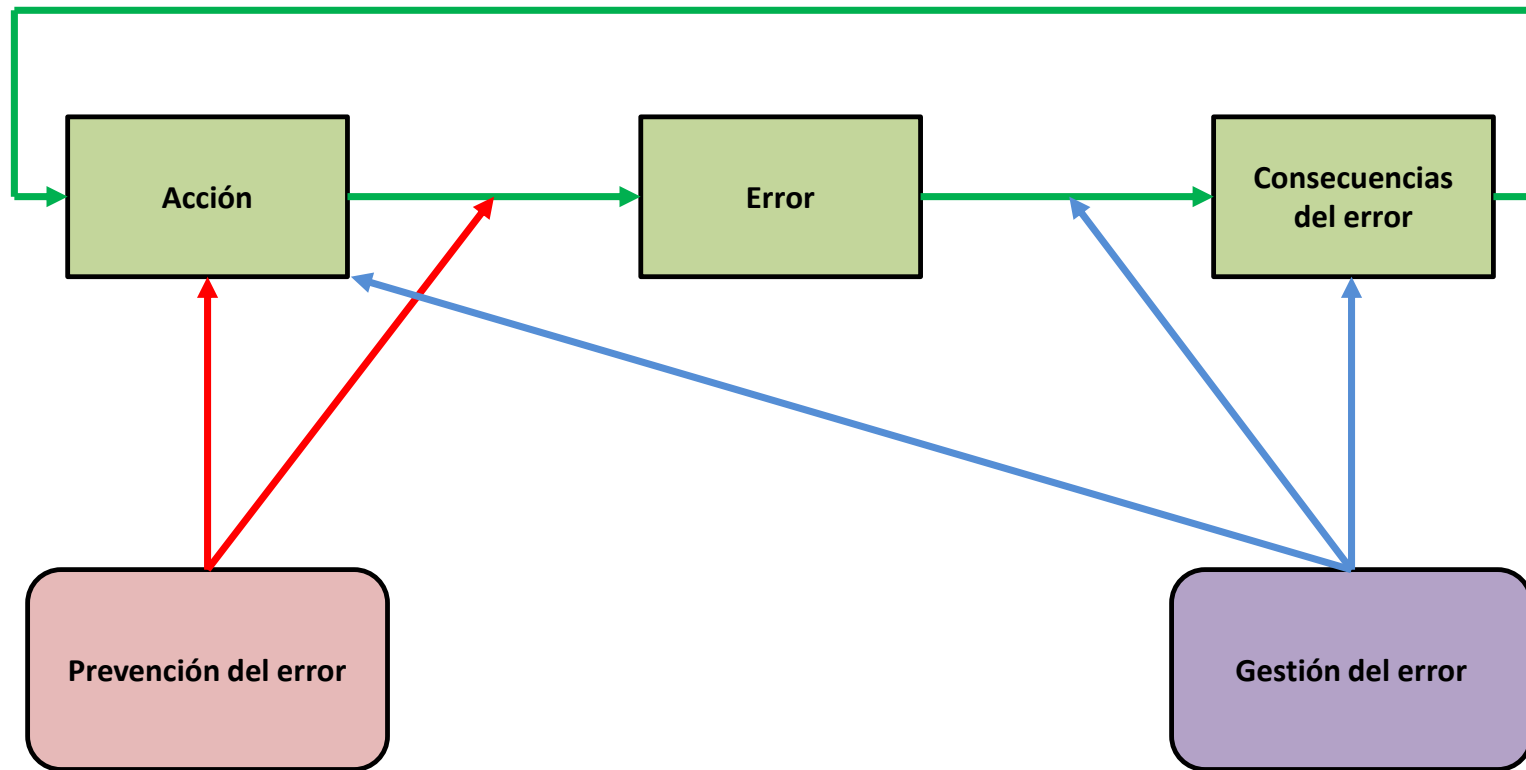 Acción
Error
Consecuencias
del error
Prevención del error
Gestión del error